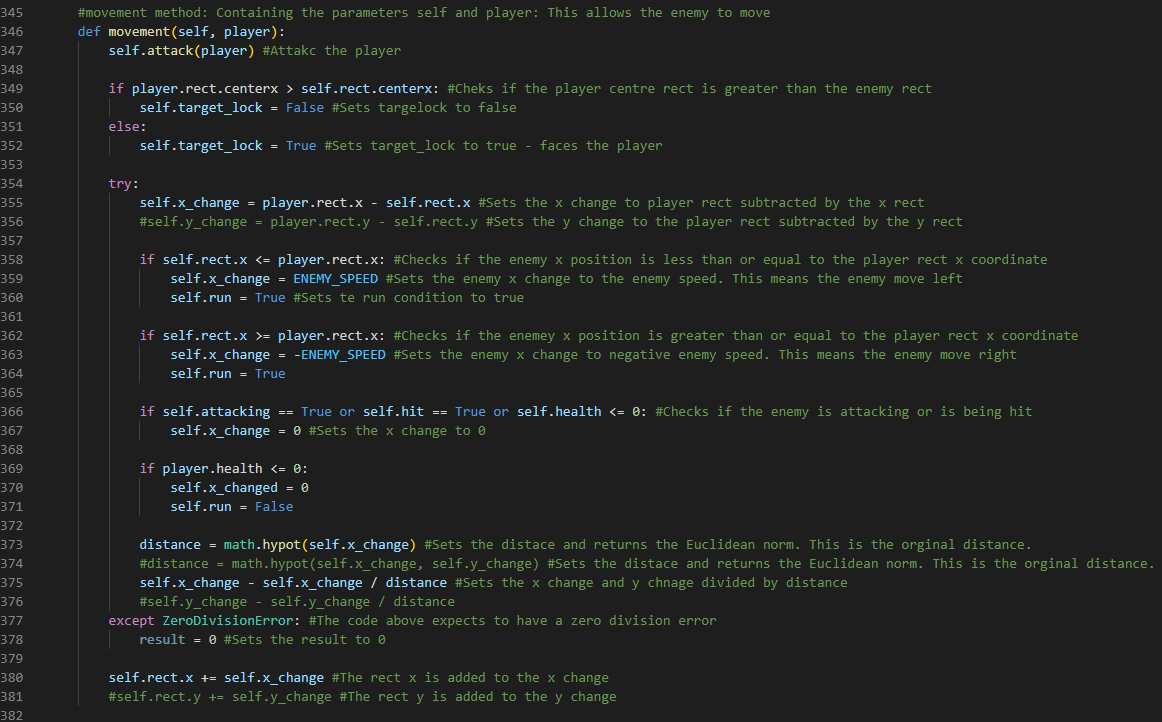 345 #movement method: Containing the parameters self and player: This allows the enemy to move
346 def movement(self, player):
347 self.attack(player) #Attakc the player
348
349 if player.rect.centerx > self.rect.centerx: #Cheks if the player centre rect is greater than the enemy rect
350 self.target_lock = False #Sets targelock to false
351 else:
352 self.target_lock = True #Sets target_lock to true - faces the player
353
354 try:
355 self.x_change = player.rect.x - self.rect.x #Sets the x change to player rect subtracted by the x rect
356 #self.y_change = player.rect.y - self.rect.y #Sets the y change to the player rect subtracted by the y rect
357
358 if self.rect.x <= player.rect.x: #Checks if the enemy x position is less than or equal to the player rect x coordinate
359 self.x_change = ENEMY_SPEED #Sets the enemy x change to the enemy speed. This means the enemy move left
360 self.run = True #Sets te run condition to true
361
362 if self.rect.x >= player.rect.x: #Checks if the enemey x position is greater than or equal to the player rect x coordinate
363 self.x_change = -ENEMY_SPEED #Sets the enemy x change to negative enemy speed. This means the enemy move right
364 self.run = True
365
366 if self.attacking == True or self.hit == True or self.health <= 0: #Checks if the enemy is attacking or is being hit
367 self.x_change = 0 #Sets the x change to 0
368
369 if player.health <= 0:
370 self.x_changed = 0
371 self.run = False
372
373 distance = math.hypot(self.x_change) #Sets the distace and returns the Euclidean norm. This is the orginal distance.
374 #distance = math.hypot(self.x_change, self.y_change) #Sets the distace and returns the Euclidean norm. This is the orginal distance.
375 self.x_change - self.x_change / distance #Sets the x change and y chnage divided by distance
376 #self.y_change - self.y_change / distance
377 except ZeroDivisionError: #The code above expects to have a zero division error
378 result = 0 #Sets the result to 0
379
380 self.rect.x += self.x_change #The rect x is added to the x change
381 #self.rect.y += self.y_change #The rect y is added to the y change
382